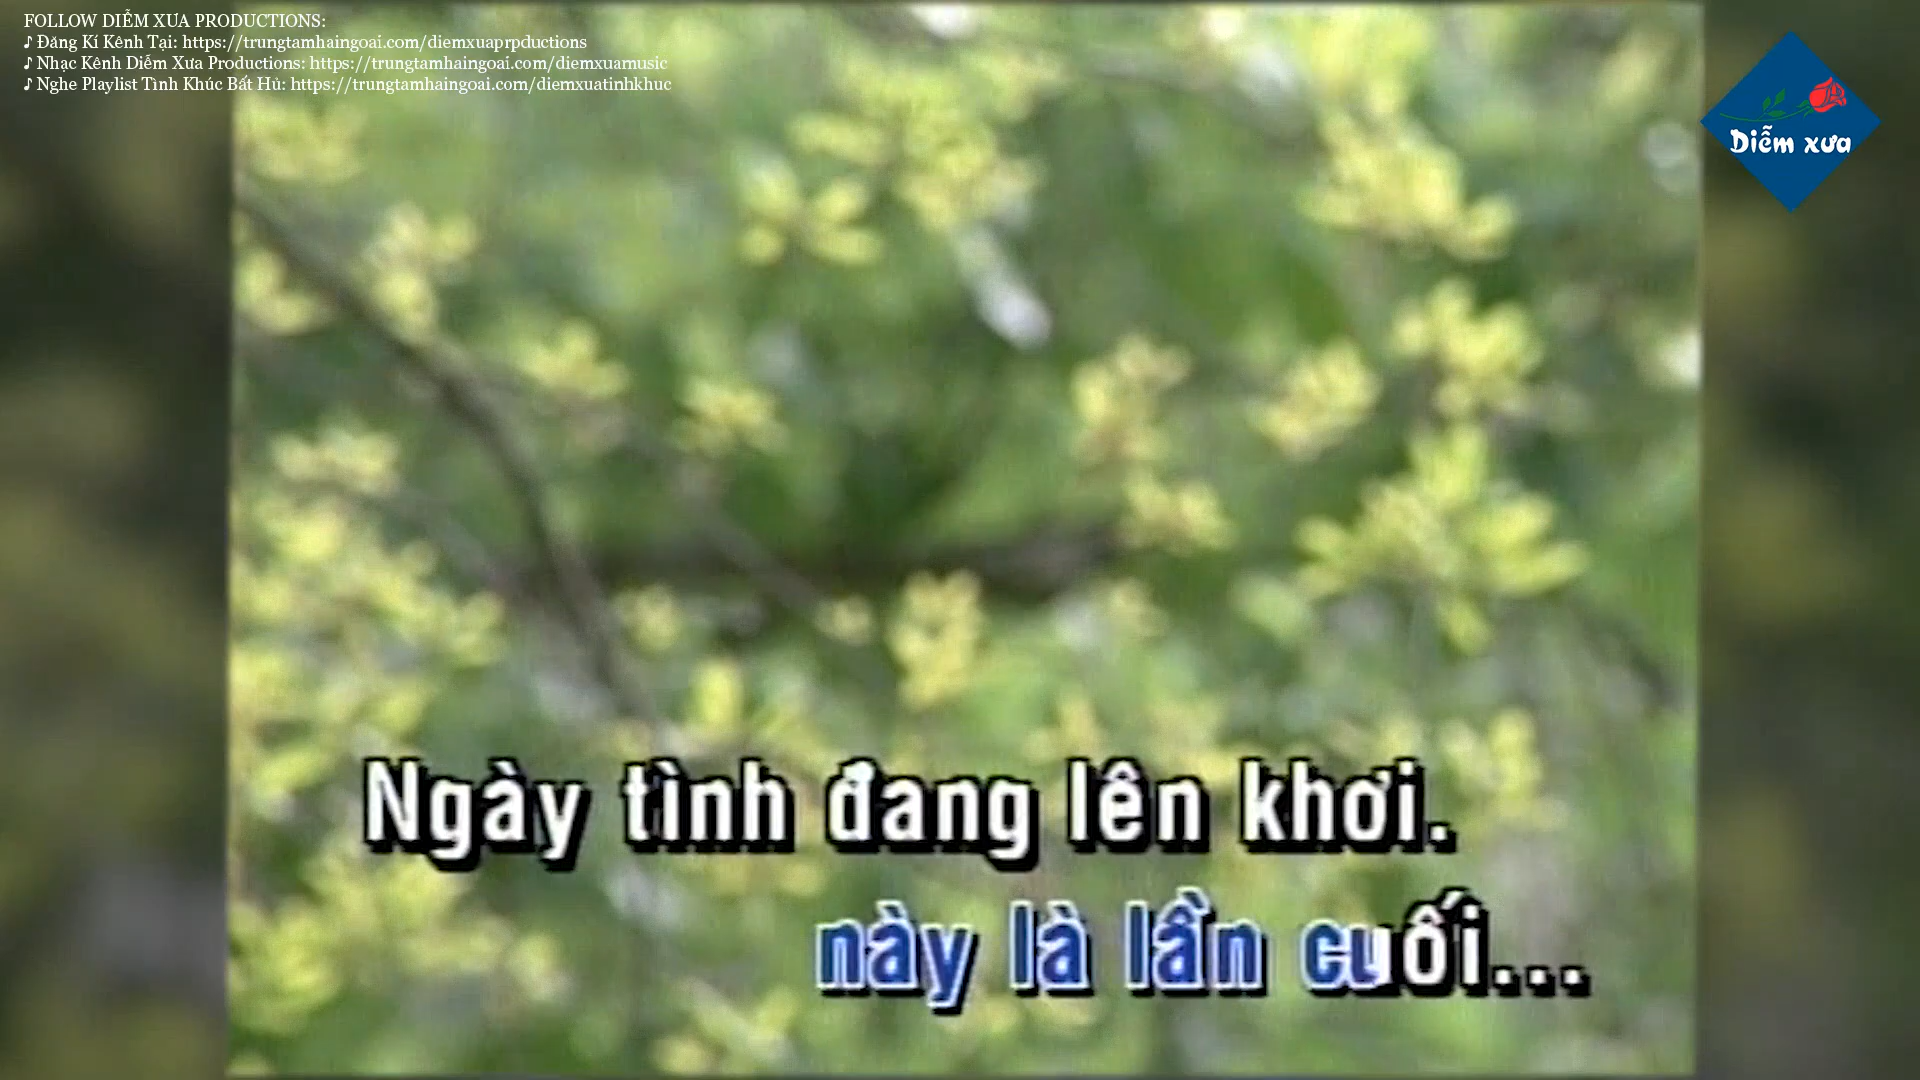 FOLLOW DIỄM XƯA PRODUCTIONS:
♪ Đăng Kí Kênh Tại: https://trungtamhaingoai.com/diemxuaprpductions
♪ Nhạc Kênh Diễm Xưa Productions: https://trungtamhaingoai.com/diemxuamusic
♪ Nghe Playlist Tình Khúc Bất Hủ: https://trungtamhaingoai.com/diemxuatinhkhuc
Diễm xưa
Ngày tình đang lên khơi.
này là lần cuối...